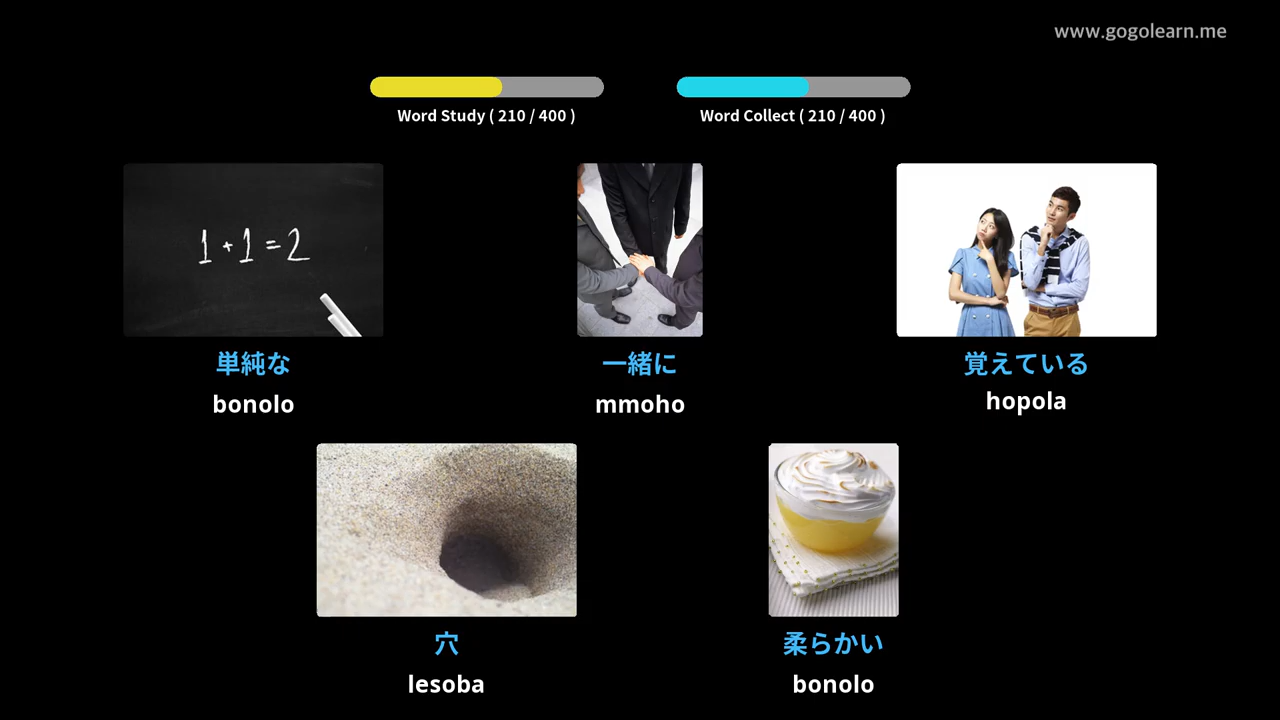 www.gogolearn.me
Word Study ( 210 / 400 )
Word Collect ( 210 / 400 )
1 + 1 = 2
単純な
bonolo
一緒に
mmoho
覚えている
hopola
穴
lesoba
柔らかい
bonolo